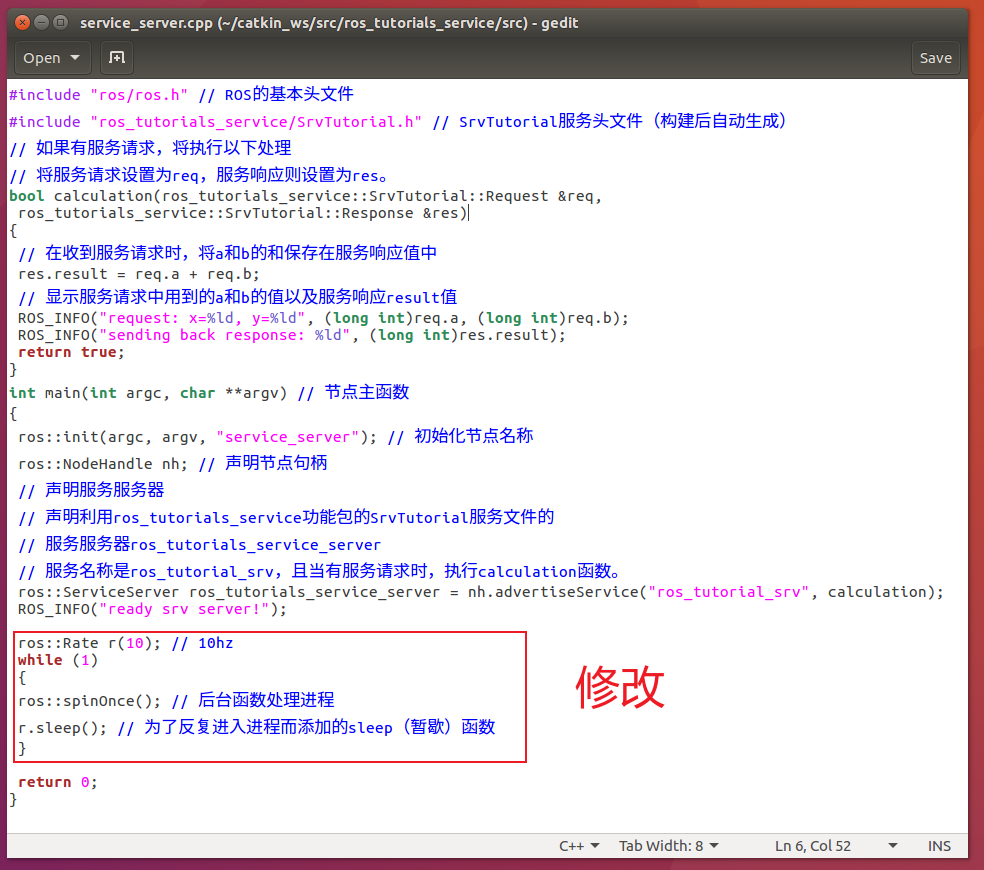 service_server.cpp (~/catkin_ws/src/ros_tutorials_service/src) - gedit
Open
Save
#include "ros/ros.h" // ROS的基本头文件
#include "ros_tutorials_service/SrvTutorial.h" // SrvTutorial服务头文件（构建后自动生成）
// 如果有服务请求，将执行以下处理
// 将服务请求设置为req，服务响应则设置为res。
bool calculation(ros_tutorials_service::SrvTutorial::Request &req,
ros_tutorials_service::SrvTutorial::Response &res)
{
// 在收到服务请求时，将a和b的和保存在服务响应值中
res.result = req.a + req.b;
// 显示服务请求中用到的a和b的值以及服务响应result值
ROS_INFO("request: x=%ld, y=%ld", (long int)req.a, (long int)req.b);
ROS_INFO("sending back response: %ld", (long int)res.result);
return true;
}
int main(int argc, char **argv) // 节点主函数
{
ros::init(argc, argv, "service_server"); // 初始化节点名称
ros::NodeHandle nh; // 声明节点句柄
// 声明服务服务器
// 声明利用ros_tutorials_service功能包的SrvTutorial服务文件的
// 服务服务器ros_tutorials_service_server
// 服务名称是ros_tutorial_srv，且当有服务请求时，执行calculation函数。
ros::ServiceServer ros_tutorials_service_server = nh.advertiseService("ros_tutorial_srv", calculation);
ROS_INFO("ready srv server!");
ros::Rate r(10); // 10hz
while (1)
{
ros::spinOnce(); // 后台函数处理进程
r.sleep(); // 为了反复进入进程而添加的sleep（暂歇）函数
}
修改
return 0;
}
C++ Tab Width: 8 Ln 6, Col 52 INS